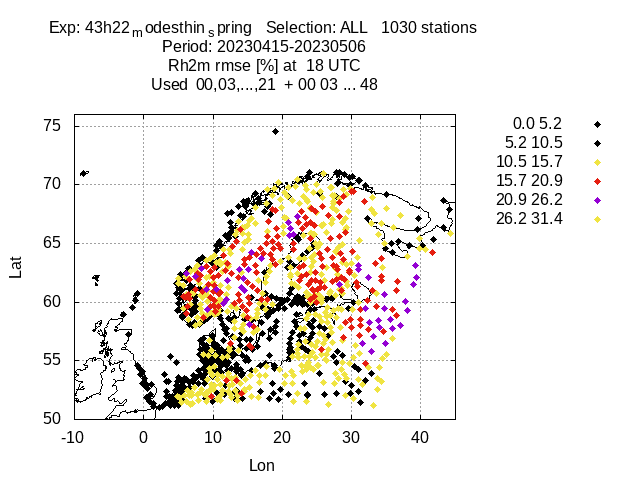 Exp: 43h22modesthinspring   Selection: ALL   1030 stations
Period: 20230415-20230506
Rh2m rmse [%] at  18 UTC
Used  00,03,...,21  + 00 03 ... 48
0.0 5.2
5.2 10.5
10.5 15.7
15.7 20.9
20.9 26.2
26.2 31.4
75
70
65
60
55
50
Lat
-10 0 10 20 30 40
Lon